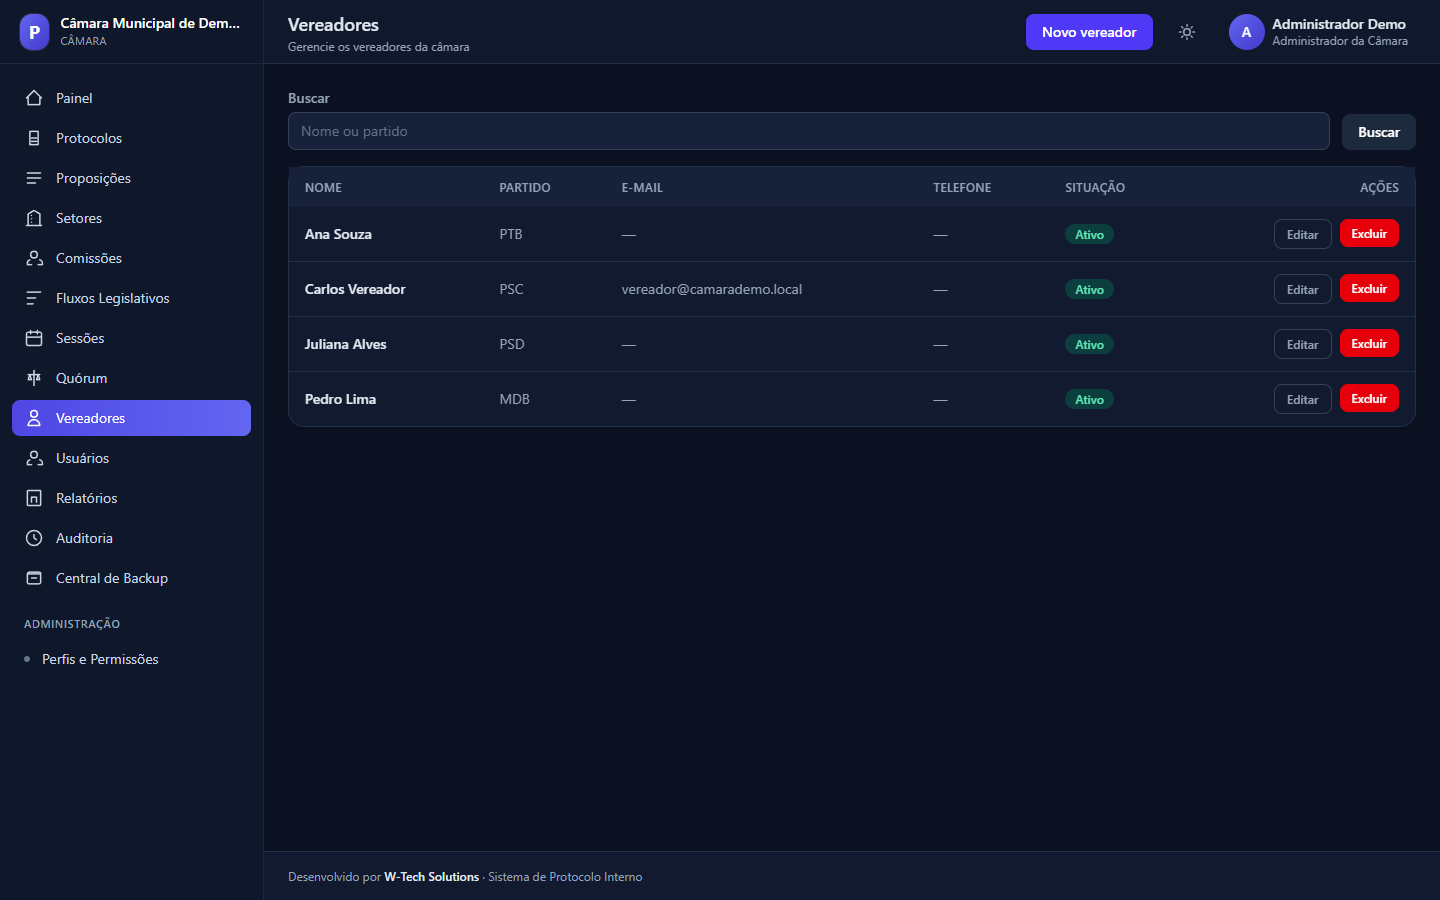 P
Câmara Municipal de Dem...
CÂMARA
Painel
Protocolos
Proposições
Setores
Comissões
Fluxos Legislativos
Sessões
Quórum
Vereadores
Usuários
Relatórios
Auditoria
Central de Backup
ADMINISTRAÇÃO
Perfis e Permissões
Vereadores
Gerencie os vereadores da câmara
Novo vereador
A
Administrador Demo
Administrador da Câmara
Buscar
Nome ou partido
Buscar
NOME PARTIDO E-MAIL TELEFONE SITUAÇÃO AÇÕES
Ana Souza PTB — — Ativo Editar Excluir
Carlos Vereador PSC vereador@camarademo.local — Ativo Editar Excluir
Juliana Alves PSD — — Ativo Editar Excluir
Pedro Lima MDB — — Ativo Editar Excluir
Desenvolvido por W-Tech Solutions · Sistema de Protocolo Interno